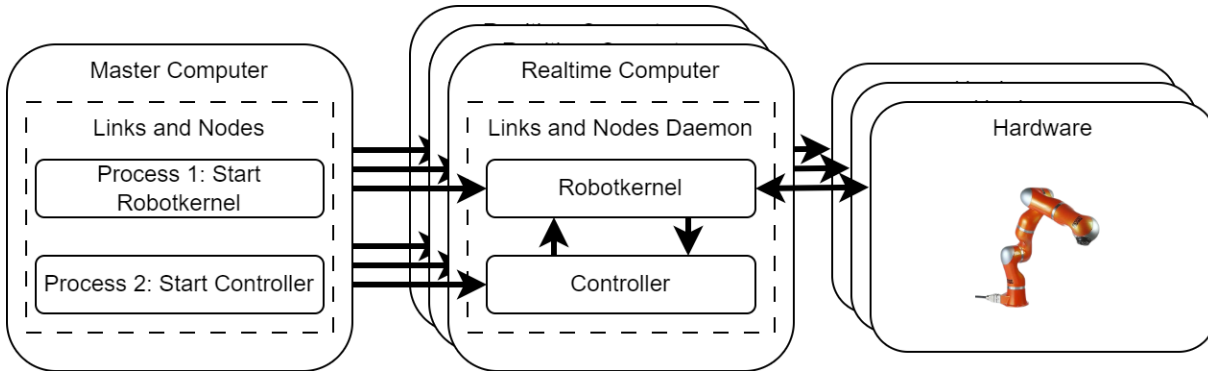 Master Computer
Links and Nodes
Process 1: Start
Robotkernel
Process 2: Start Controller
Realtime Computer
Links and Nodes Daemon
Robotkernel
Controller
Hardware